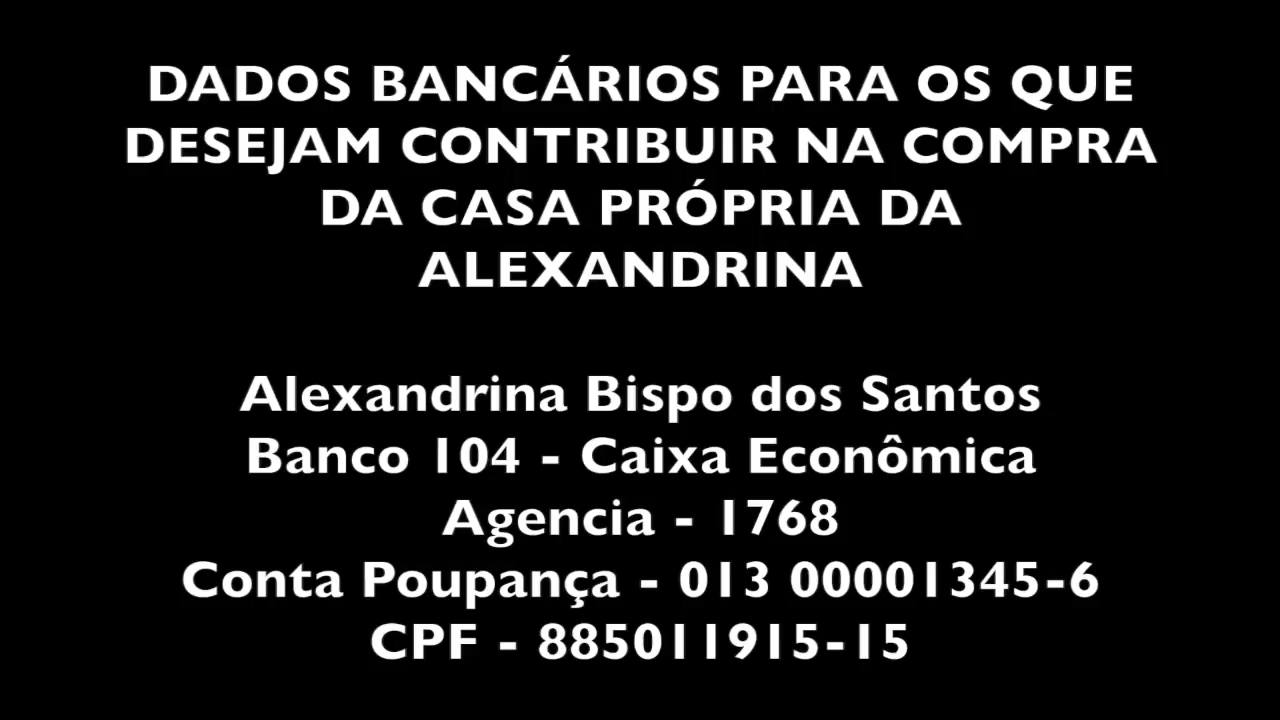 DADOS BANCÁRIOS PARA OS QUE
DESEJAM CONTRIBUIR NA COMPRA
DA CASA PRÓPRIA DA
ALEXANDRINA
Alexandrina Bispo dos Santos
Banco 104 - Caixa Econômica
Agencia - 1768
Conta Poupança - 013 00001345-6
CPF - 885011915-15